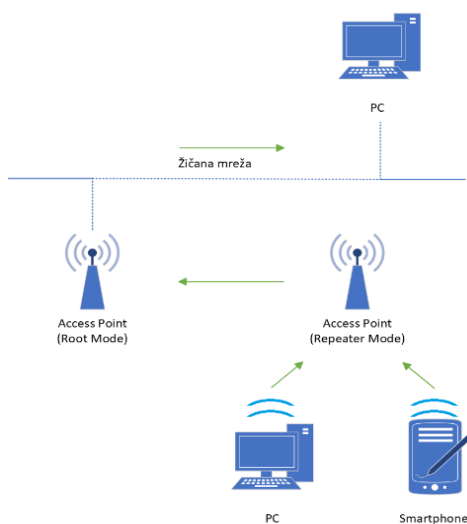 PC
Žičana mreža
Access Point
(Root Mode)
Access Point
(Repeater Mode)
PC
Smartphone